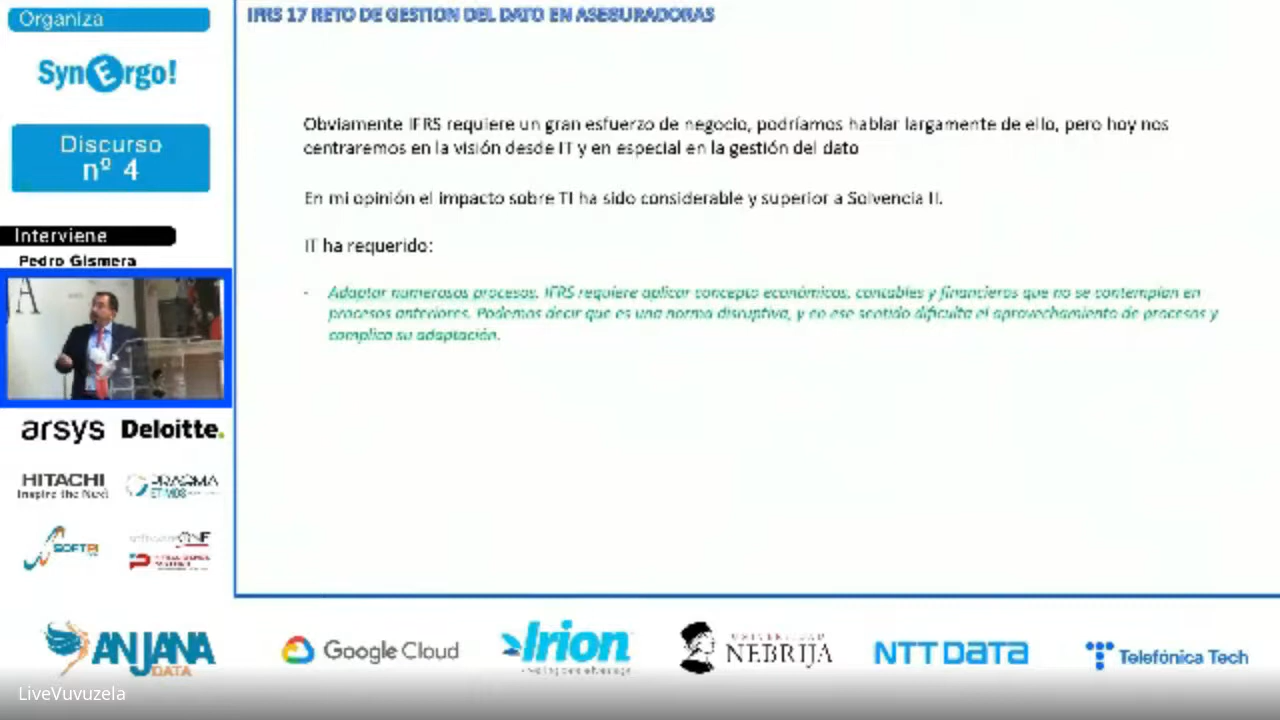 Organiza
SynErgo!
Discurso
nº 4
Interviene
Pedro Gismera
IFRS 17 RETO DE GESTION DEL DATO EN ASEGURADORAS
Obviamente IFRS requiere un gran esfuerzo de negocio, podríamos hablar largamente de ello, pero hoy nos
centraremos en la visión desde IT y en especial en la gestión del dato
En mi opinión el impacto sobre TI ha sido considerable y superior a Solvencia II.
IT ha requerido:
- Adaptar numerosos procesos. IFRS requiere aplicar concepto económicos, contables y financieros que no se contemplan en
procesos anteriores. Podemos decir que es una norma disruptiva, y en ese sentido dificulta el aprovechamiento de procesos y
complica su adaptación.
arsys Deloitte.
HITACHI
Inspire the Next
PRAGMA
ETIMOS
SOFTPI
softwareONE
ANJANA
DATA
Google Cloud
Irion
UNIVERSIDAD
NEBRIJA
NTT DATA
Telefónica Tech
LiveVuvuzela